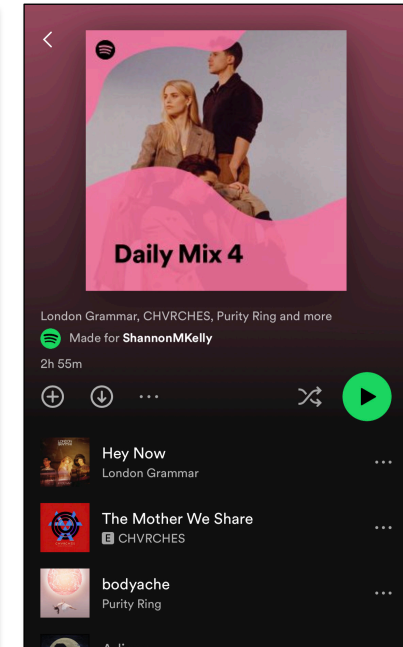 Daily Mix 4
London Grammar, CHVRCHES, Purity Ring and more
Made for ShannonMKelly
2h 55m
Hey Now
London Grammar
The Mother We Share
E CHVRCHES
bodyache
Purity Ring